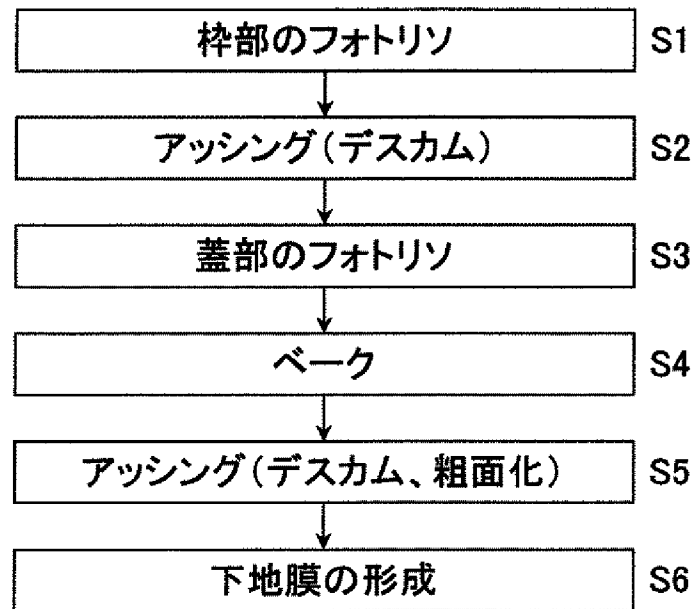 枠部のフォトリソ S1
アッシング(デスカム) S2
蓋部のフォトリソ S3
ベーク S4
アッシング(デスカム、粗面化) S5
下地膜の形成 S6